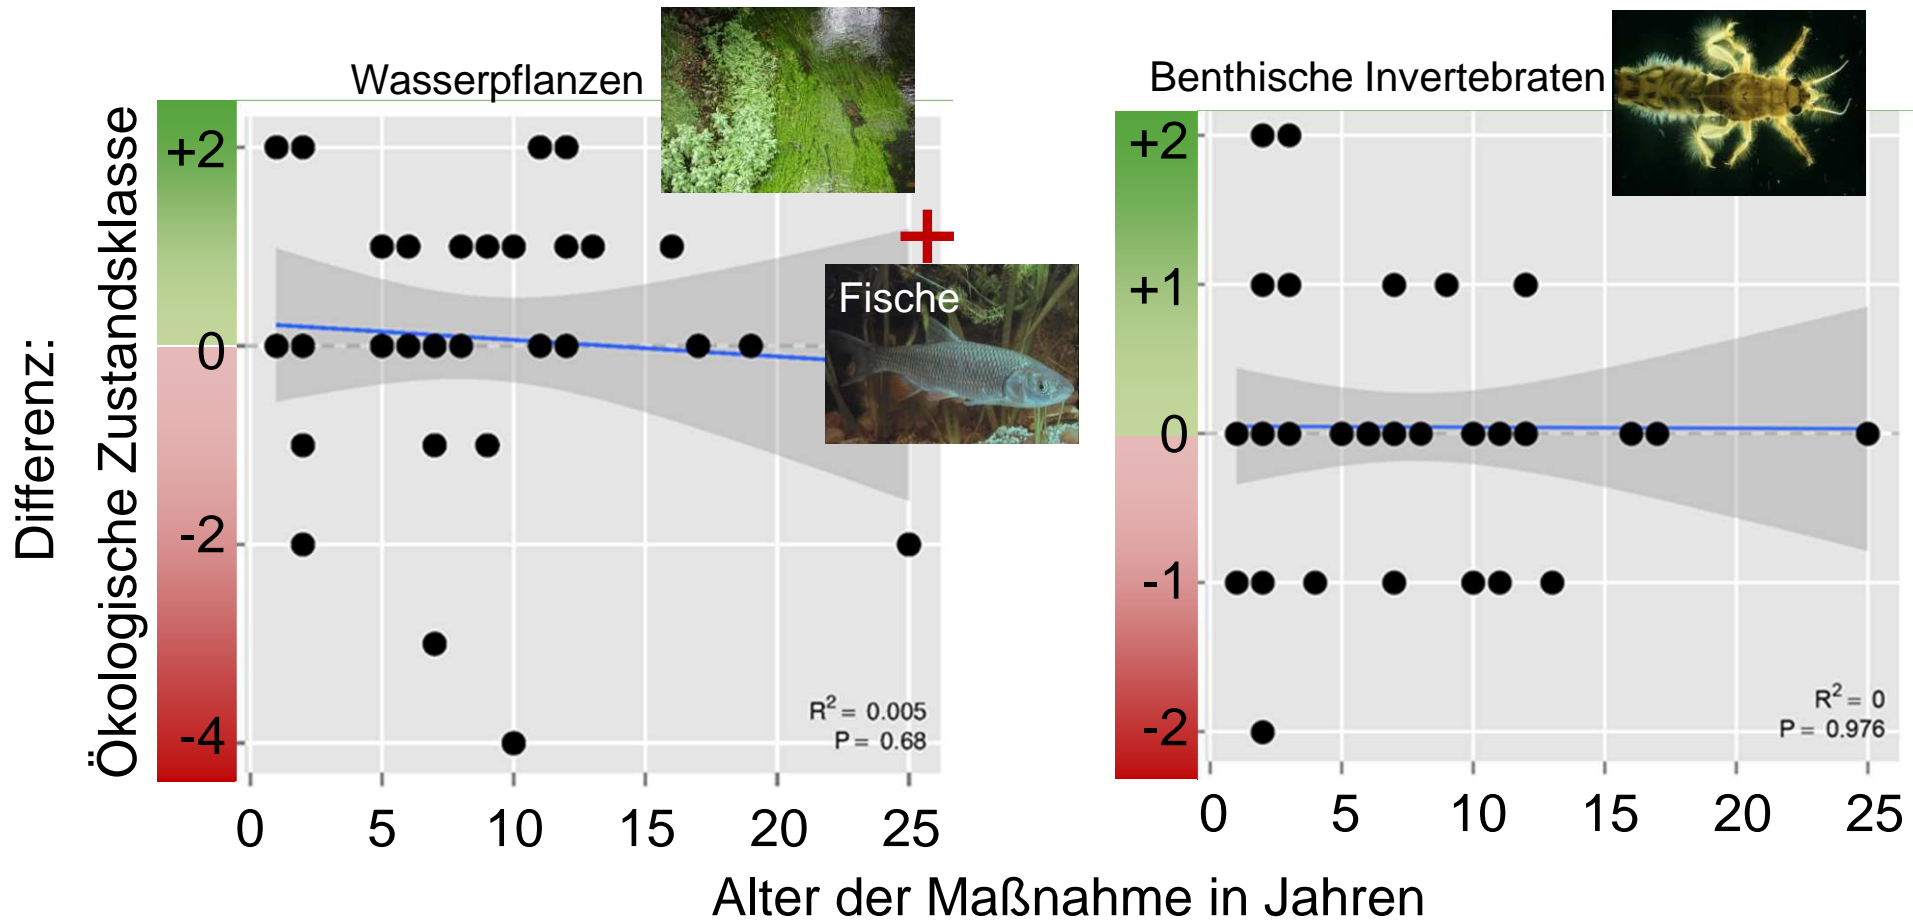 Wasserpflanzen
Benthische Invertebraten
Fische
Differenz:
Ökologische Zustandsklasse
+2
0
-2
-4
R² = 0.005
P = 0.68
0 5 10 15 20 25
+2
+1
0
-1
-2
R² = 0
P = 0.976
0 5 10 15 20 25
Alter der Maßnahme in Jahren